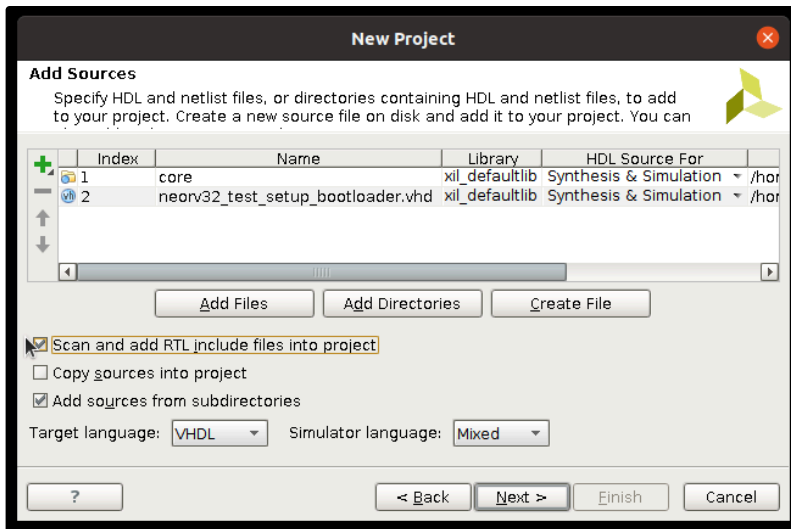 New Project
Add Sources
Specify HDL and netlist files, or directories containing HDL and netlist files, to add
to your project. Create a new source file on disk and add it to your project. You can
Index Name Library HDL Source For
1 core xil_defaultlib Synthesis & Simulation /hor
2 neorv32_test_setup_bootloader.vhd xil_defaultlib Synthesis & Simulation /hor
Add Files Add Directories Create File
Scan and add RTL include files into project
Copy sources into project
Add sources from subdirectories
Target language: VHDL Simulator language: Mixed
? < Back Next > Finish Cancel